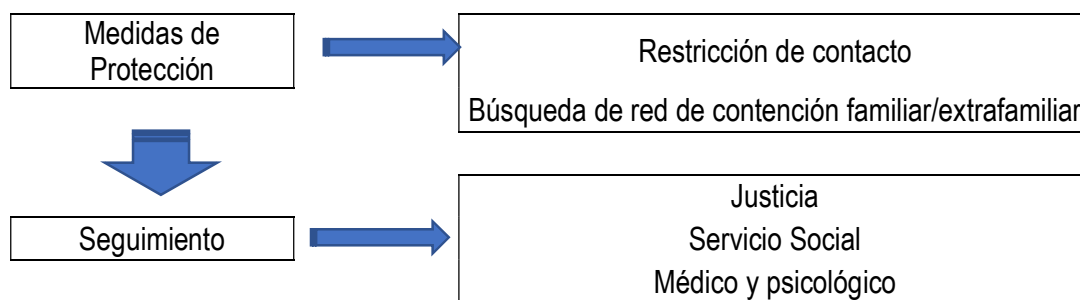 Medidas de
Protección
Restricción de contacto
Búsqueda de red de contención familiar/extrafamiliar
Seguimiento
Justicia
Servicio Social
Médico y psicológico